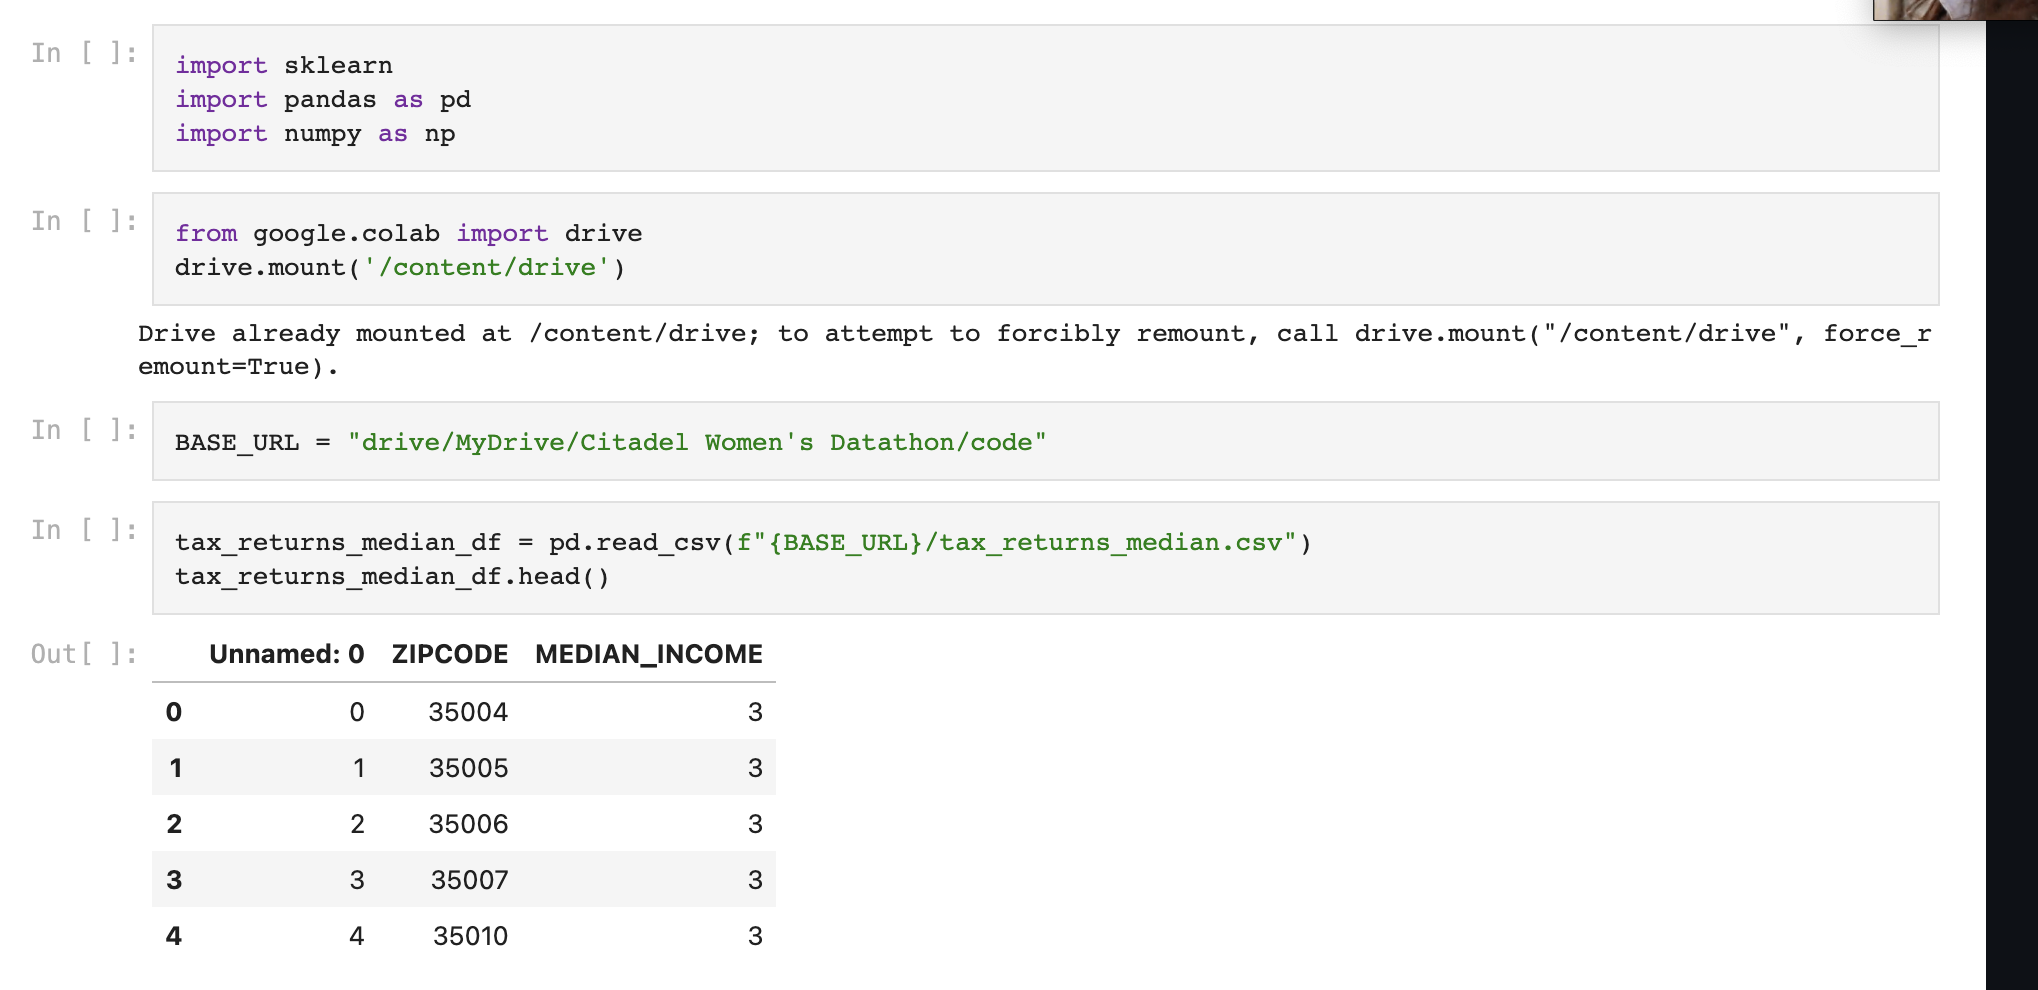 In [ ]:
import sklearn
import pandas as pd
import numpy as np
In [ ]:
from google.colab import drive
drive.mount('/content/drive')
Drive already mounted at /content/drive; to attempt to forcibly remount, call drive.mount("/content/drive", force_r
emount=True).
In [ ]:
BASE_URL = "drive/MyDrive/Citadel Women's Datathon/code"
In [ ]:
tax_returns_median_df = pd.read_csv(f"{BASE_URL}/tax_returns_median.csv")
tax_returns_median_df.head()
Out[ ]:
Unnamed: 0 ZIPCODE MEDIAN_INCOME
0 0 35004 3
1 1 35005 3
2 2 35006 3
3 3 35007 3
4 4 35010 3